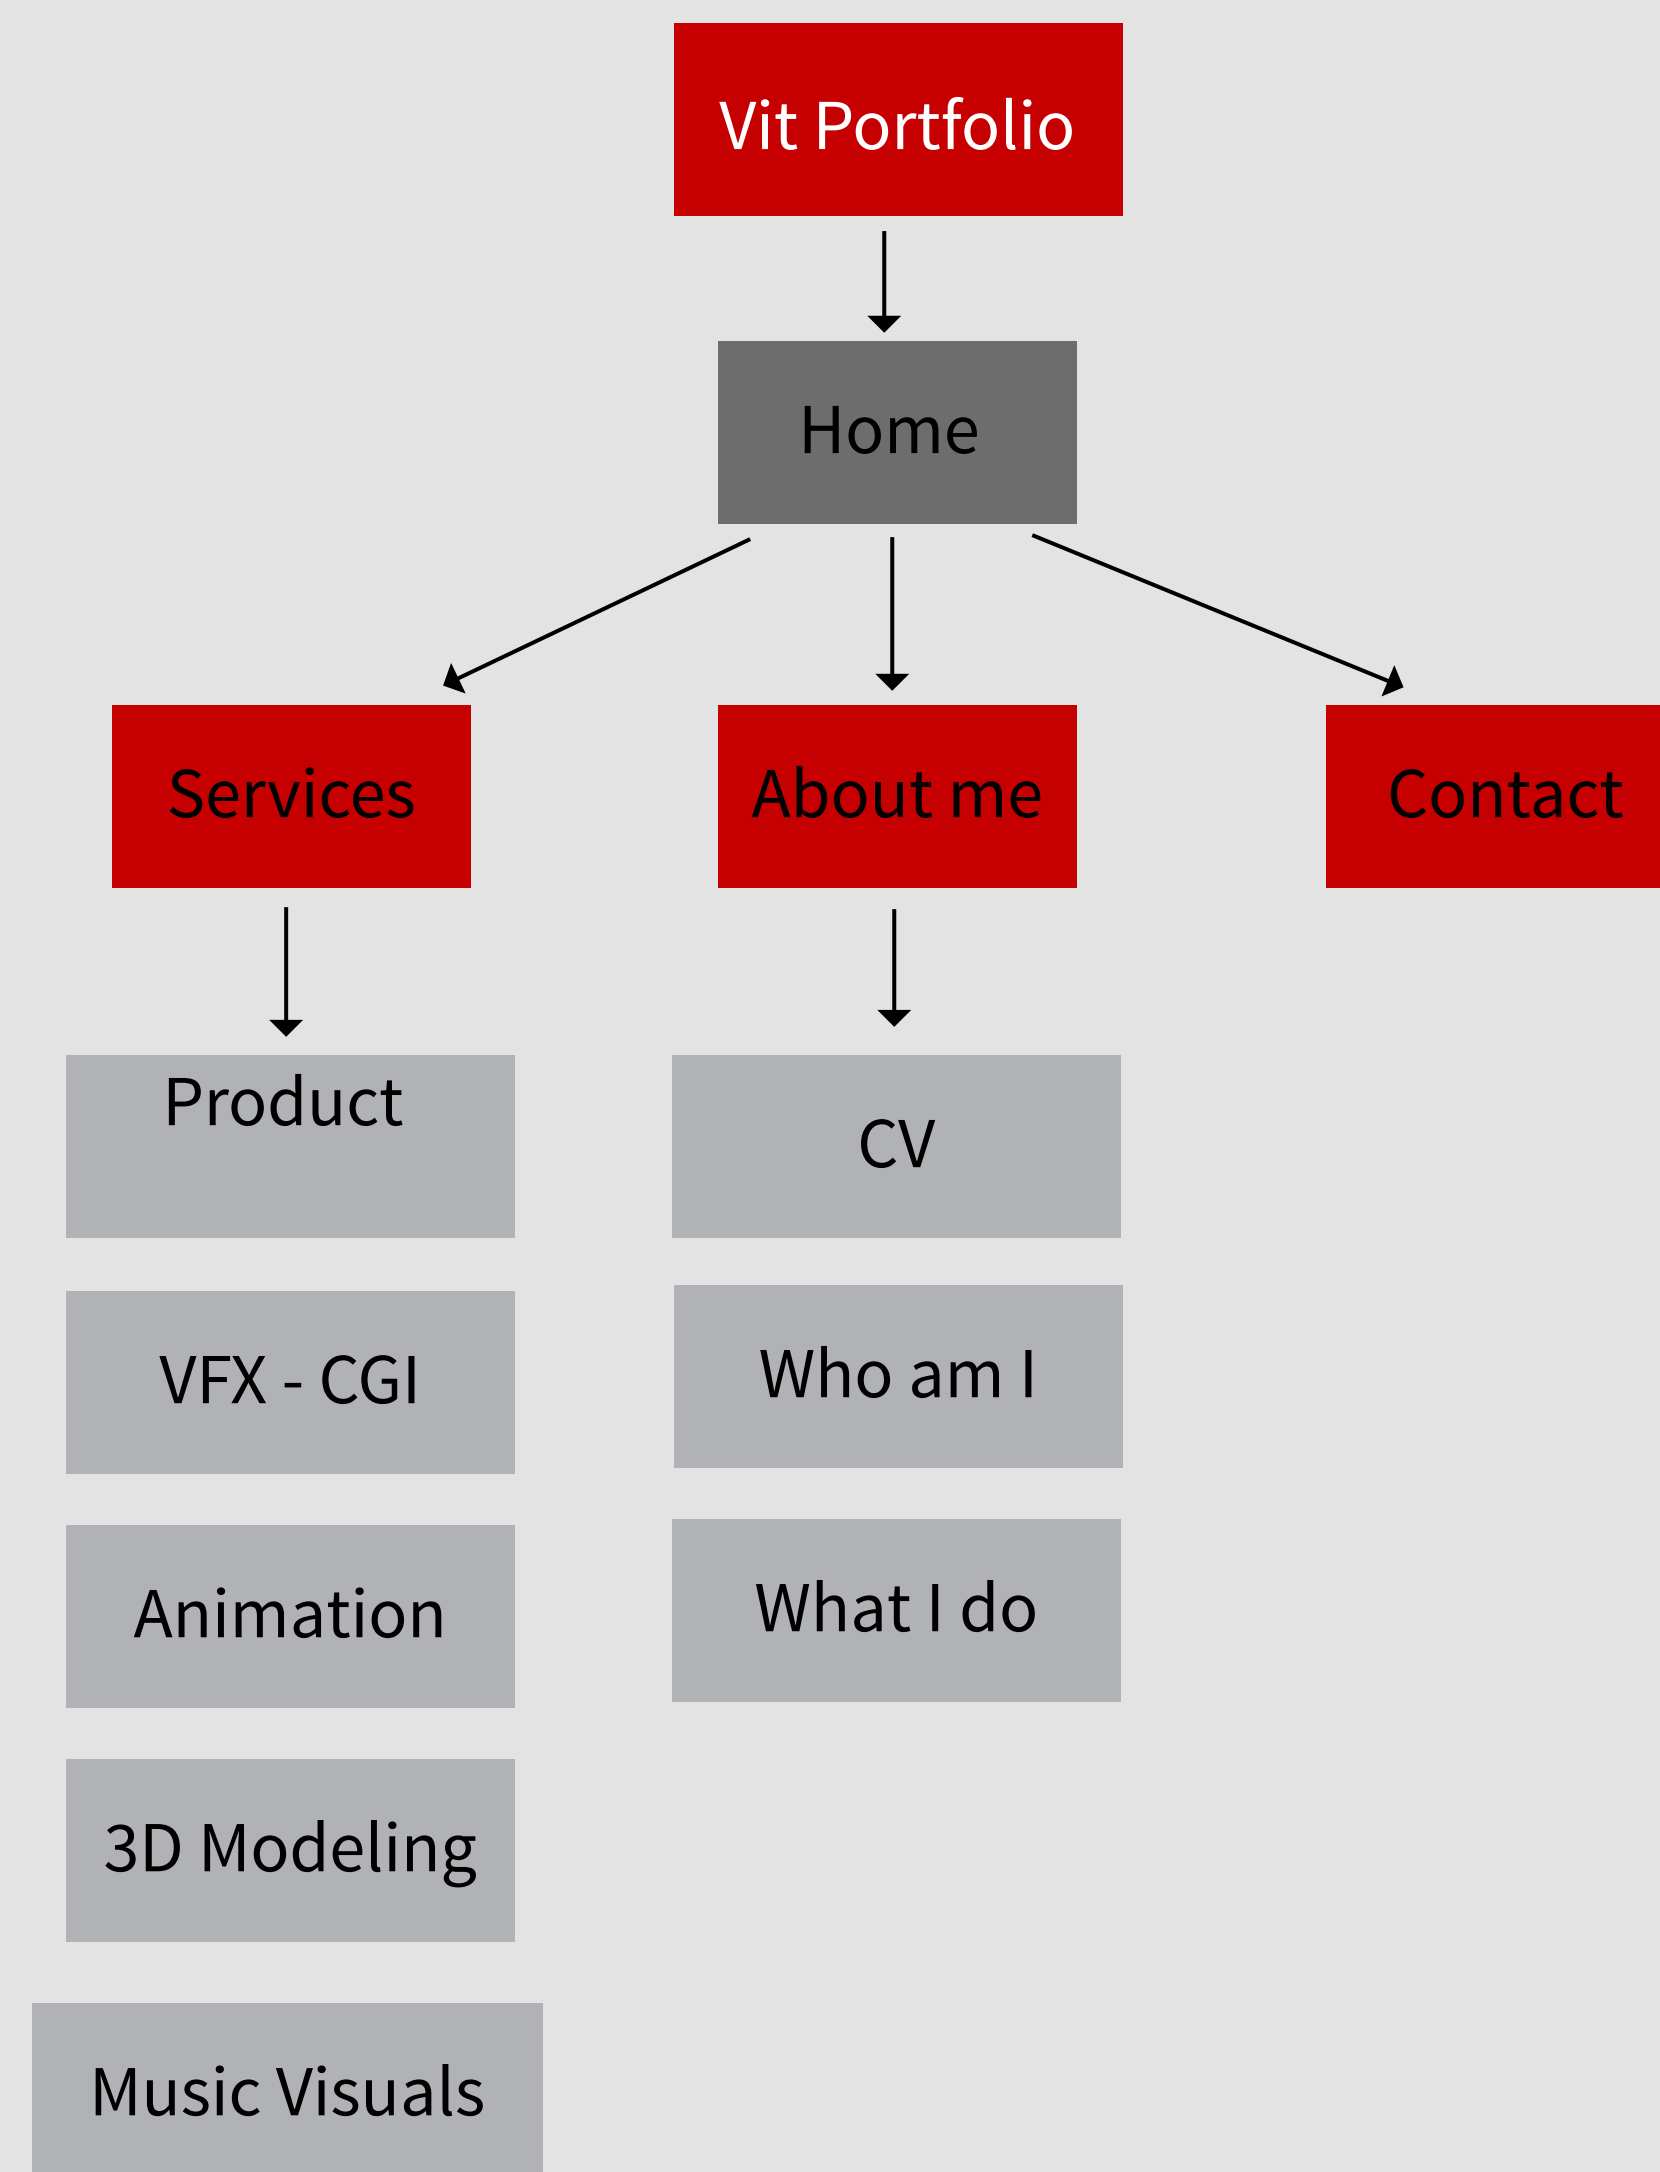 Vit Portfolio
Home
Services
About me
Contact
Product
CV
VFX - CGI
Who am I
Animation
What I do
3D Modeling
Music Visuals